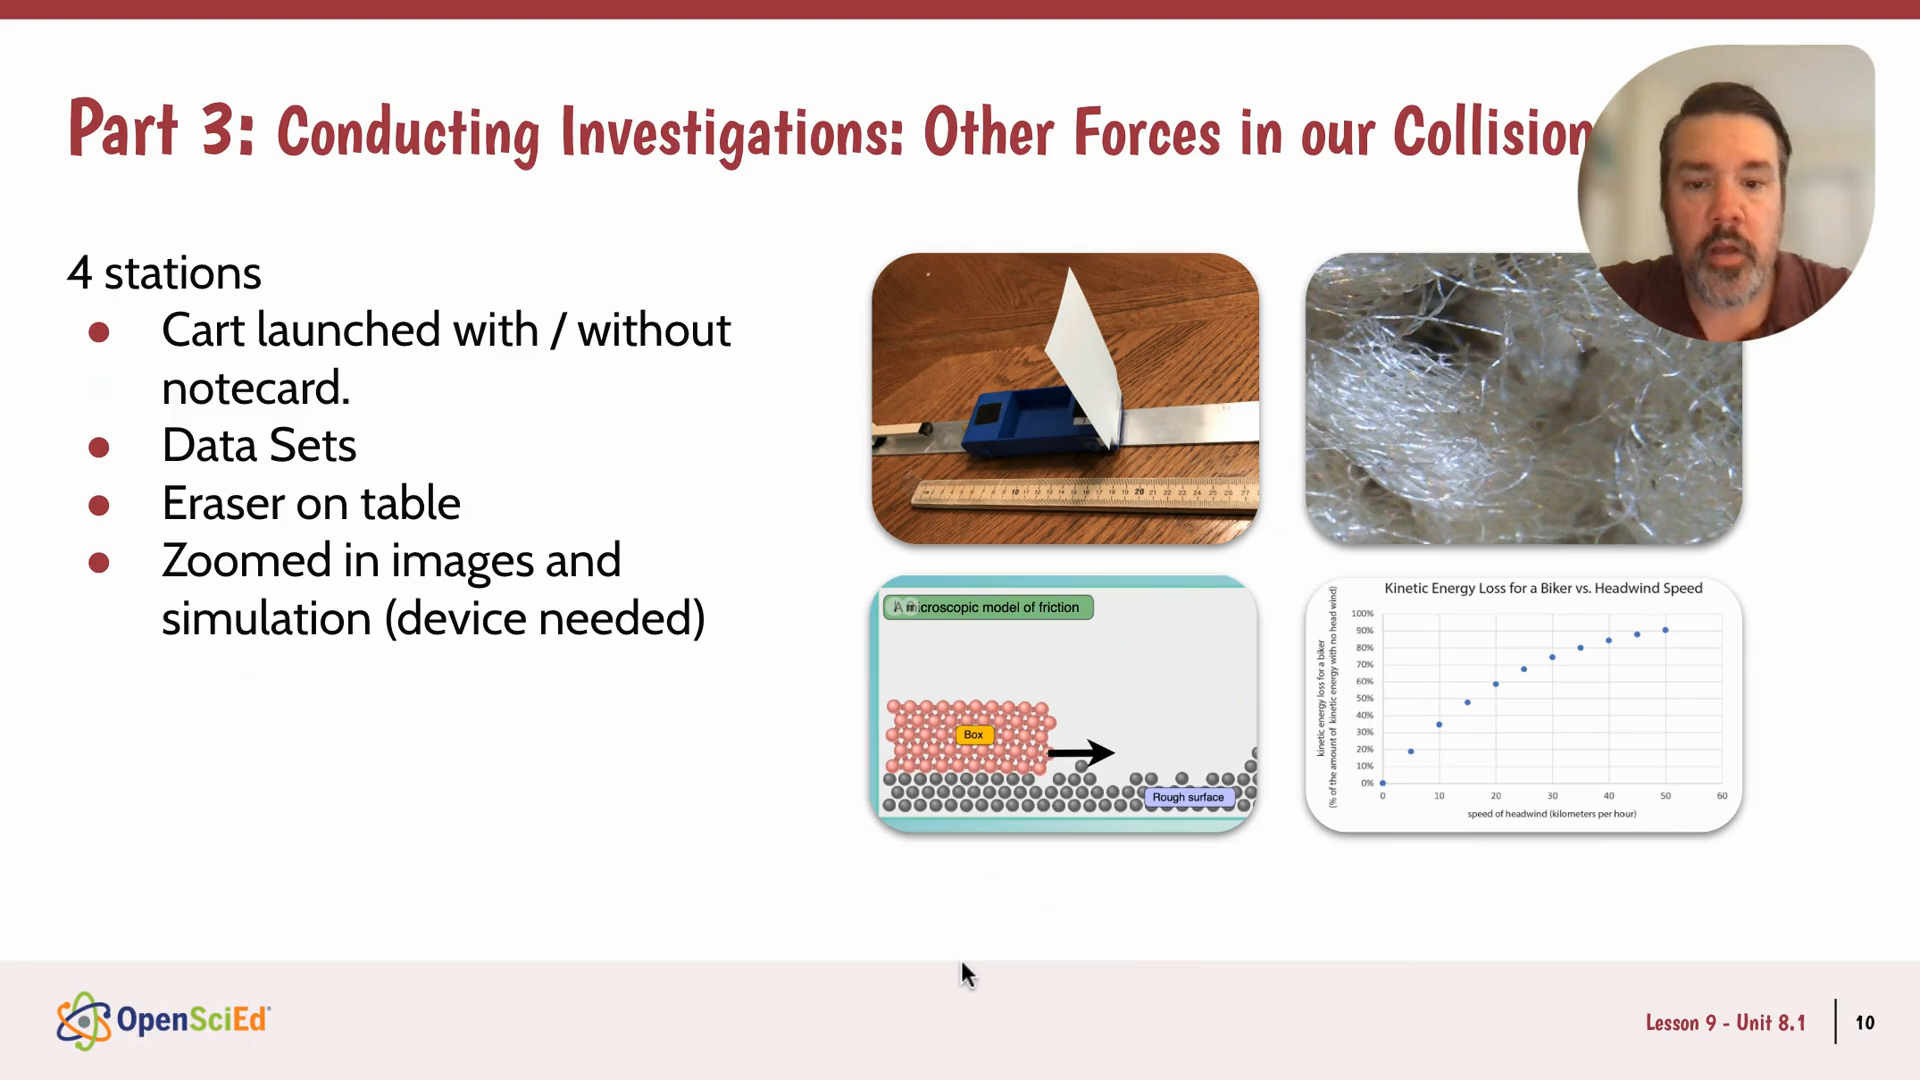 Part 3: Conducting Investigations: Other Forces in our Collision
4 stations
● Cart launched with / without
notecard.
● Data Sets
● Eraser on table
● Zoomed in images and
simulation (device needed)
10
20
A microscopic model of friction
Box
Rough surface
Kinetic Energy Loss for a Biker vs. Headwind Speed
kinetic energy loss for a biker
(% of the amount of kinetic energy with no head wind)
100%
90%
80%
70%
60%
50%
40%
30%
20%
10%
0%
0 10 20 30 40 50 60
speed of headwind (kilometers per hour)
OpenSciEd®
Lesson 9 - Unit 8.1 | 10